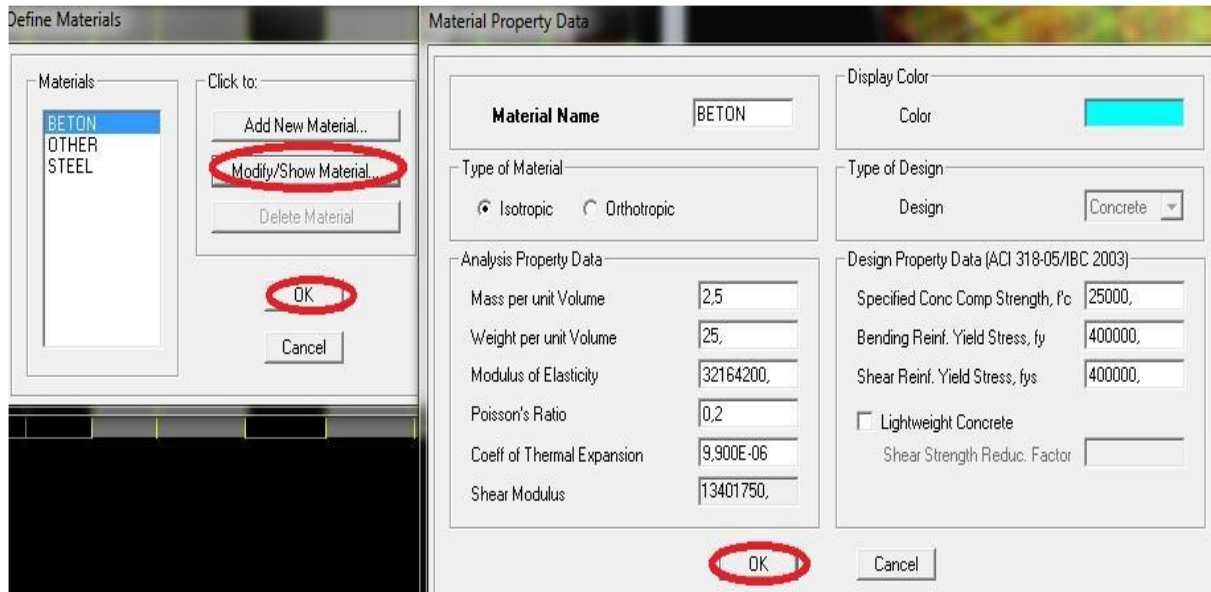 Define Materials
Materials
BETON
OTHER
STEEL
Click to:
Add New Material...
Modify/Show Material...
Delete Material
OK
Cancel
Material Property Data
Material Name BETON
Display Color
Color
Type of Material
Isotropic Orthotropic
Type of Design
Design Concrete
Analysis Property Data
Mass per unit Volume 2,5
Weight per unit Volume 25,
Modulus of Elasticity 32164200,
Poisson's Ratio 0,2
Coeff of Thermal Expansion 9,900E-06
Shear Modulus 13401750,
Design Property Data (ACI 318-05/IBC 2003)
Specified Conc Comp Strength, f'c 25000,
Bending Reinf. Yield Stress, fy 400000,
Shear Reinf. Yield Stress, fys 400000,
Lightweight Concrete
Shear Strength Reduc. Factor
OK
Cancel